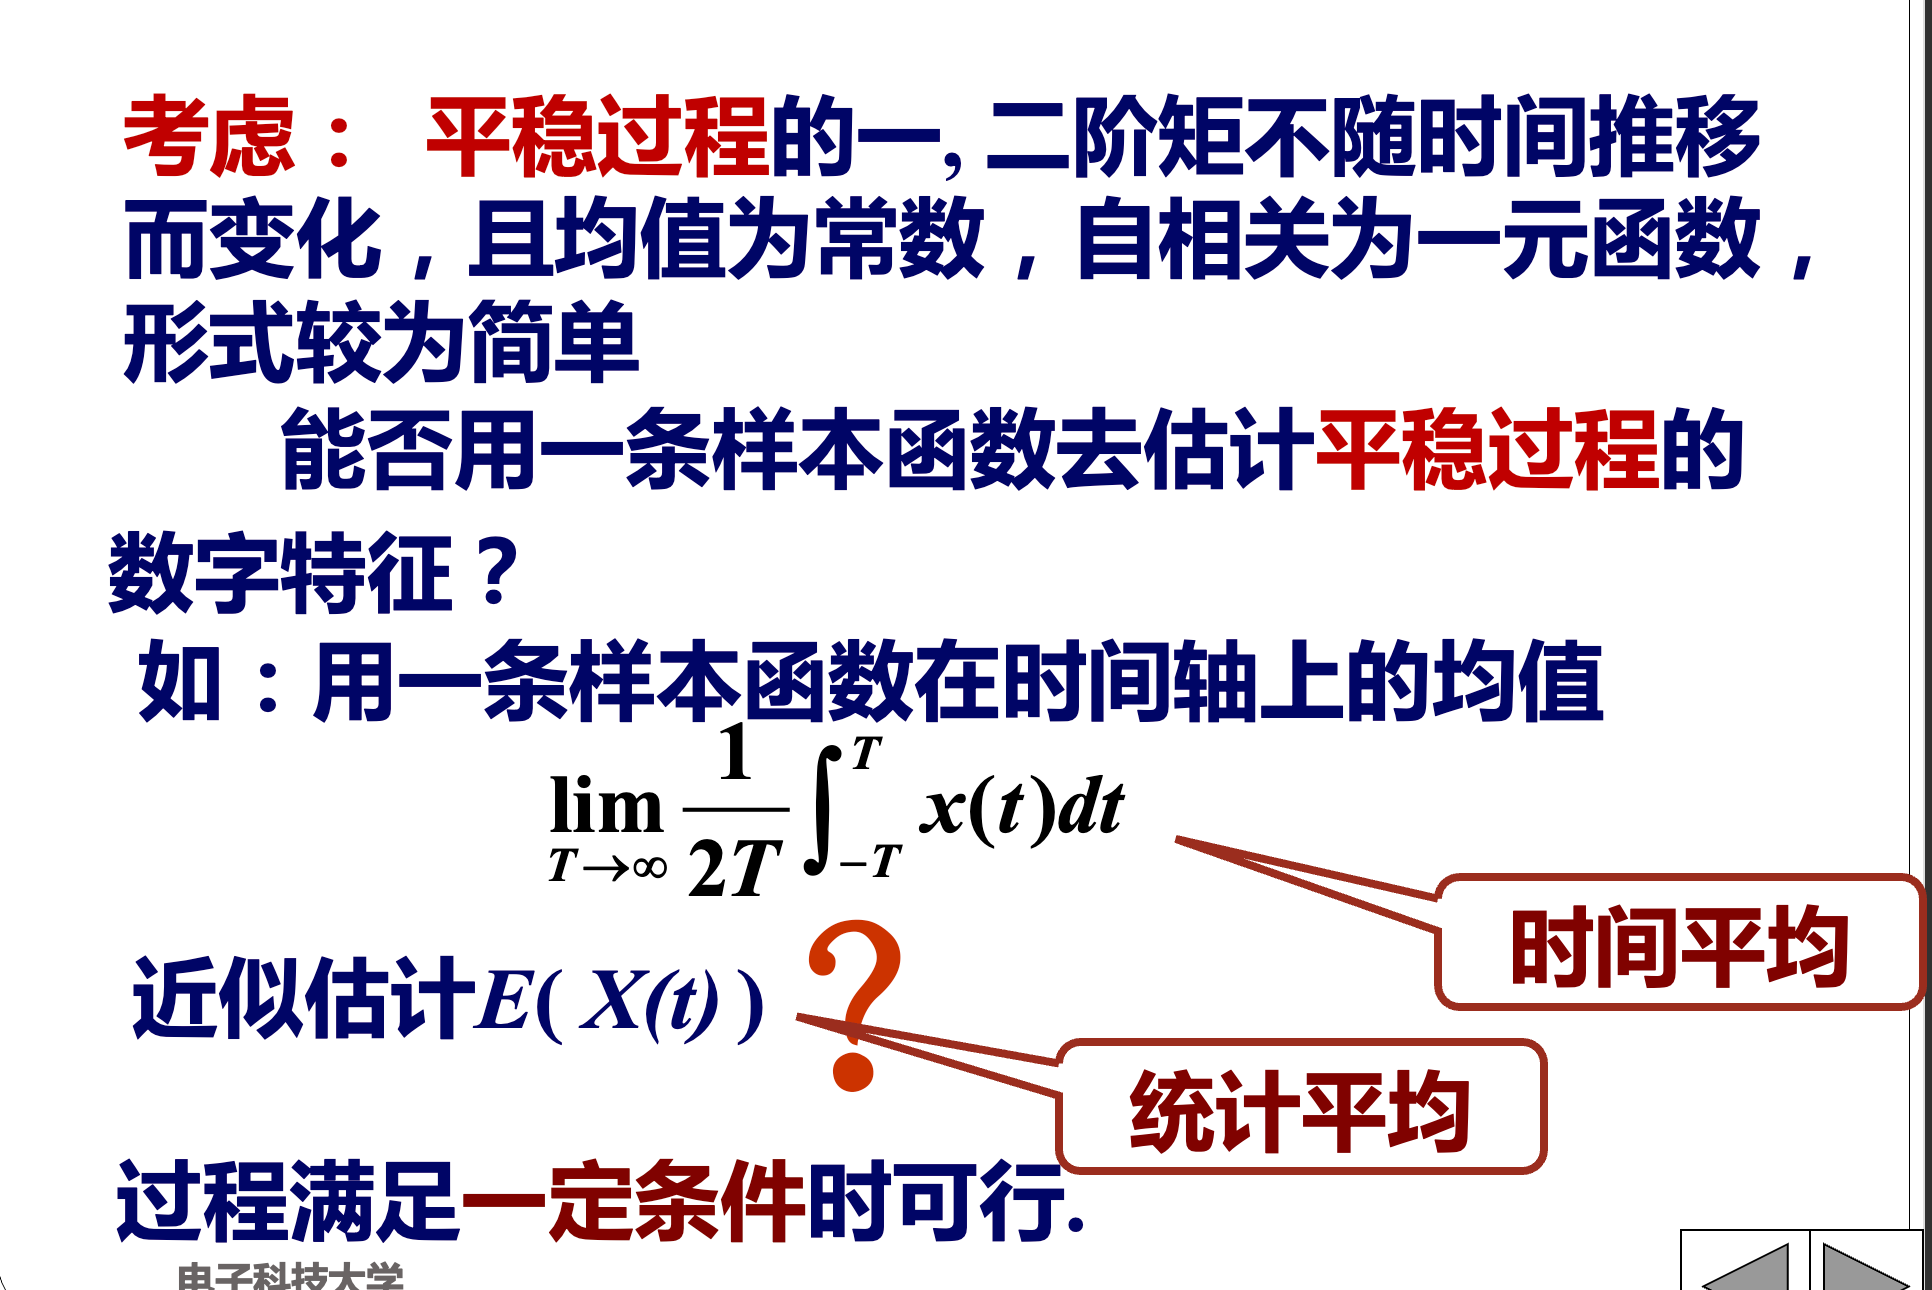 考虑： 平稳过程的一, 二阶矩不随时间推移
而变化，且均值为常数，自相关为一元函数，
形式较为简单
能否用一条样本函数去估计平稳过程的
数字特征？
如：用一条样本函数在时间轴上的均值
lim_{T→∞} \frac{1}{2T} ∫_{-T}^{T} x(t)dt
时间平均
近似估计E( X(t) ) ?
统计平均
过程满足一定条件时可行.
电子科技大学